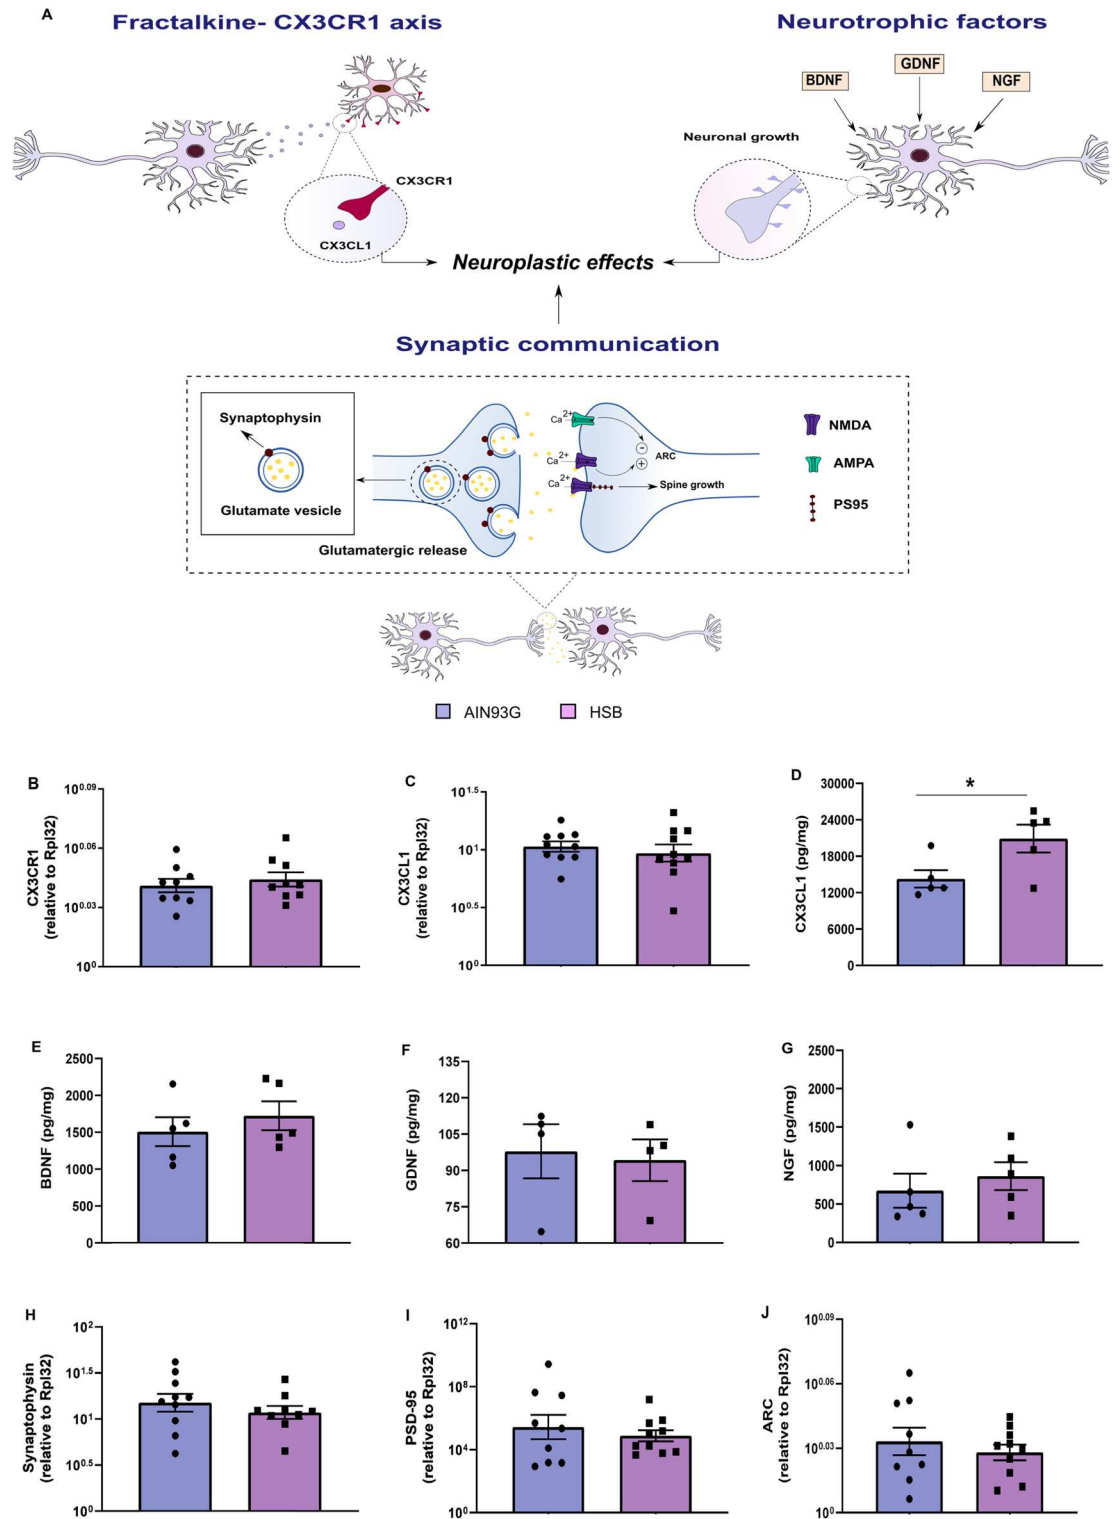 A
Fractalkine- CX3CR1 axis
Neurotrophic factors
BDNF
GDNF
NGF
Neuronal growth
CX3CR1
CX3CL1
Neuroplastic effects
Synaptic communication
Synaptophysin
Glutamate vesicle
Glutamatergic release
Ca2+
Ca2+
Ca2+
-
+
ARC
Spine growth
NMDA
AMPA
PS95
AIN93G
HSB
B
CX3CR1
(relative to Rpl32)
10^0.09
10^0.06
10^0.03
10^0
C
CX3CL1
(relative to Rpl32)
10^1.5
10^1
10^0.5
10^0
D
CX3CL1 (pg/mg)
30000
24000
18000
12000
6000
0
*
E
BDNF (pg/mg)
2500
2000
1500
1000
500
0
F
GDNF (pg/mg)
135
120
105
90
75
60
G
NGF (pg/mg)
2500
2000
1500
1000
500
0
H
Synaptophysin
(relative to Rpl32)
10^2
10^1.5
10^1
10^0.5
10^0
I
PSD-95
(relative to Rpl32)
10^12
10^8
10^4
10^0
J
ARC
(relative to Rpl32)
10^0.09
10^0.06
10^0.03
10^0